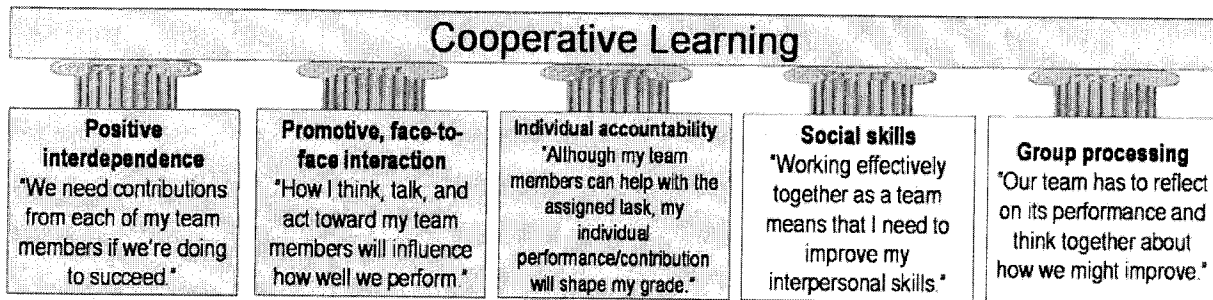 Cooperative Learning
Positive
interdependence
"We need contributions
from each of my team
members if we're doing
to succeed."
Promotive, face-to-
face interaction
"How I think, talk, and
act toward my team
members will influence
how well we perform."
Individual accountability
"Although my team
members can help with the
assigned task, my
individual
performance/contribution
will shape my grade."
Social skills
"Working effectively
together as a team
means that I need to
improve my
interpersonal skills."
Group processing
"Our team has to reflect
on its performance and
think together about
how we might improve."